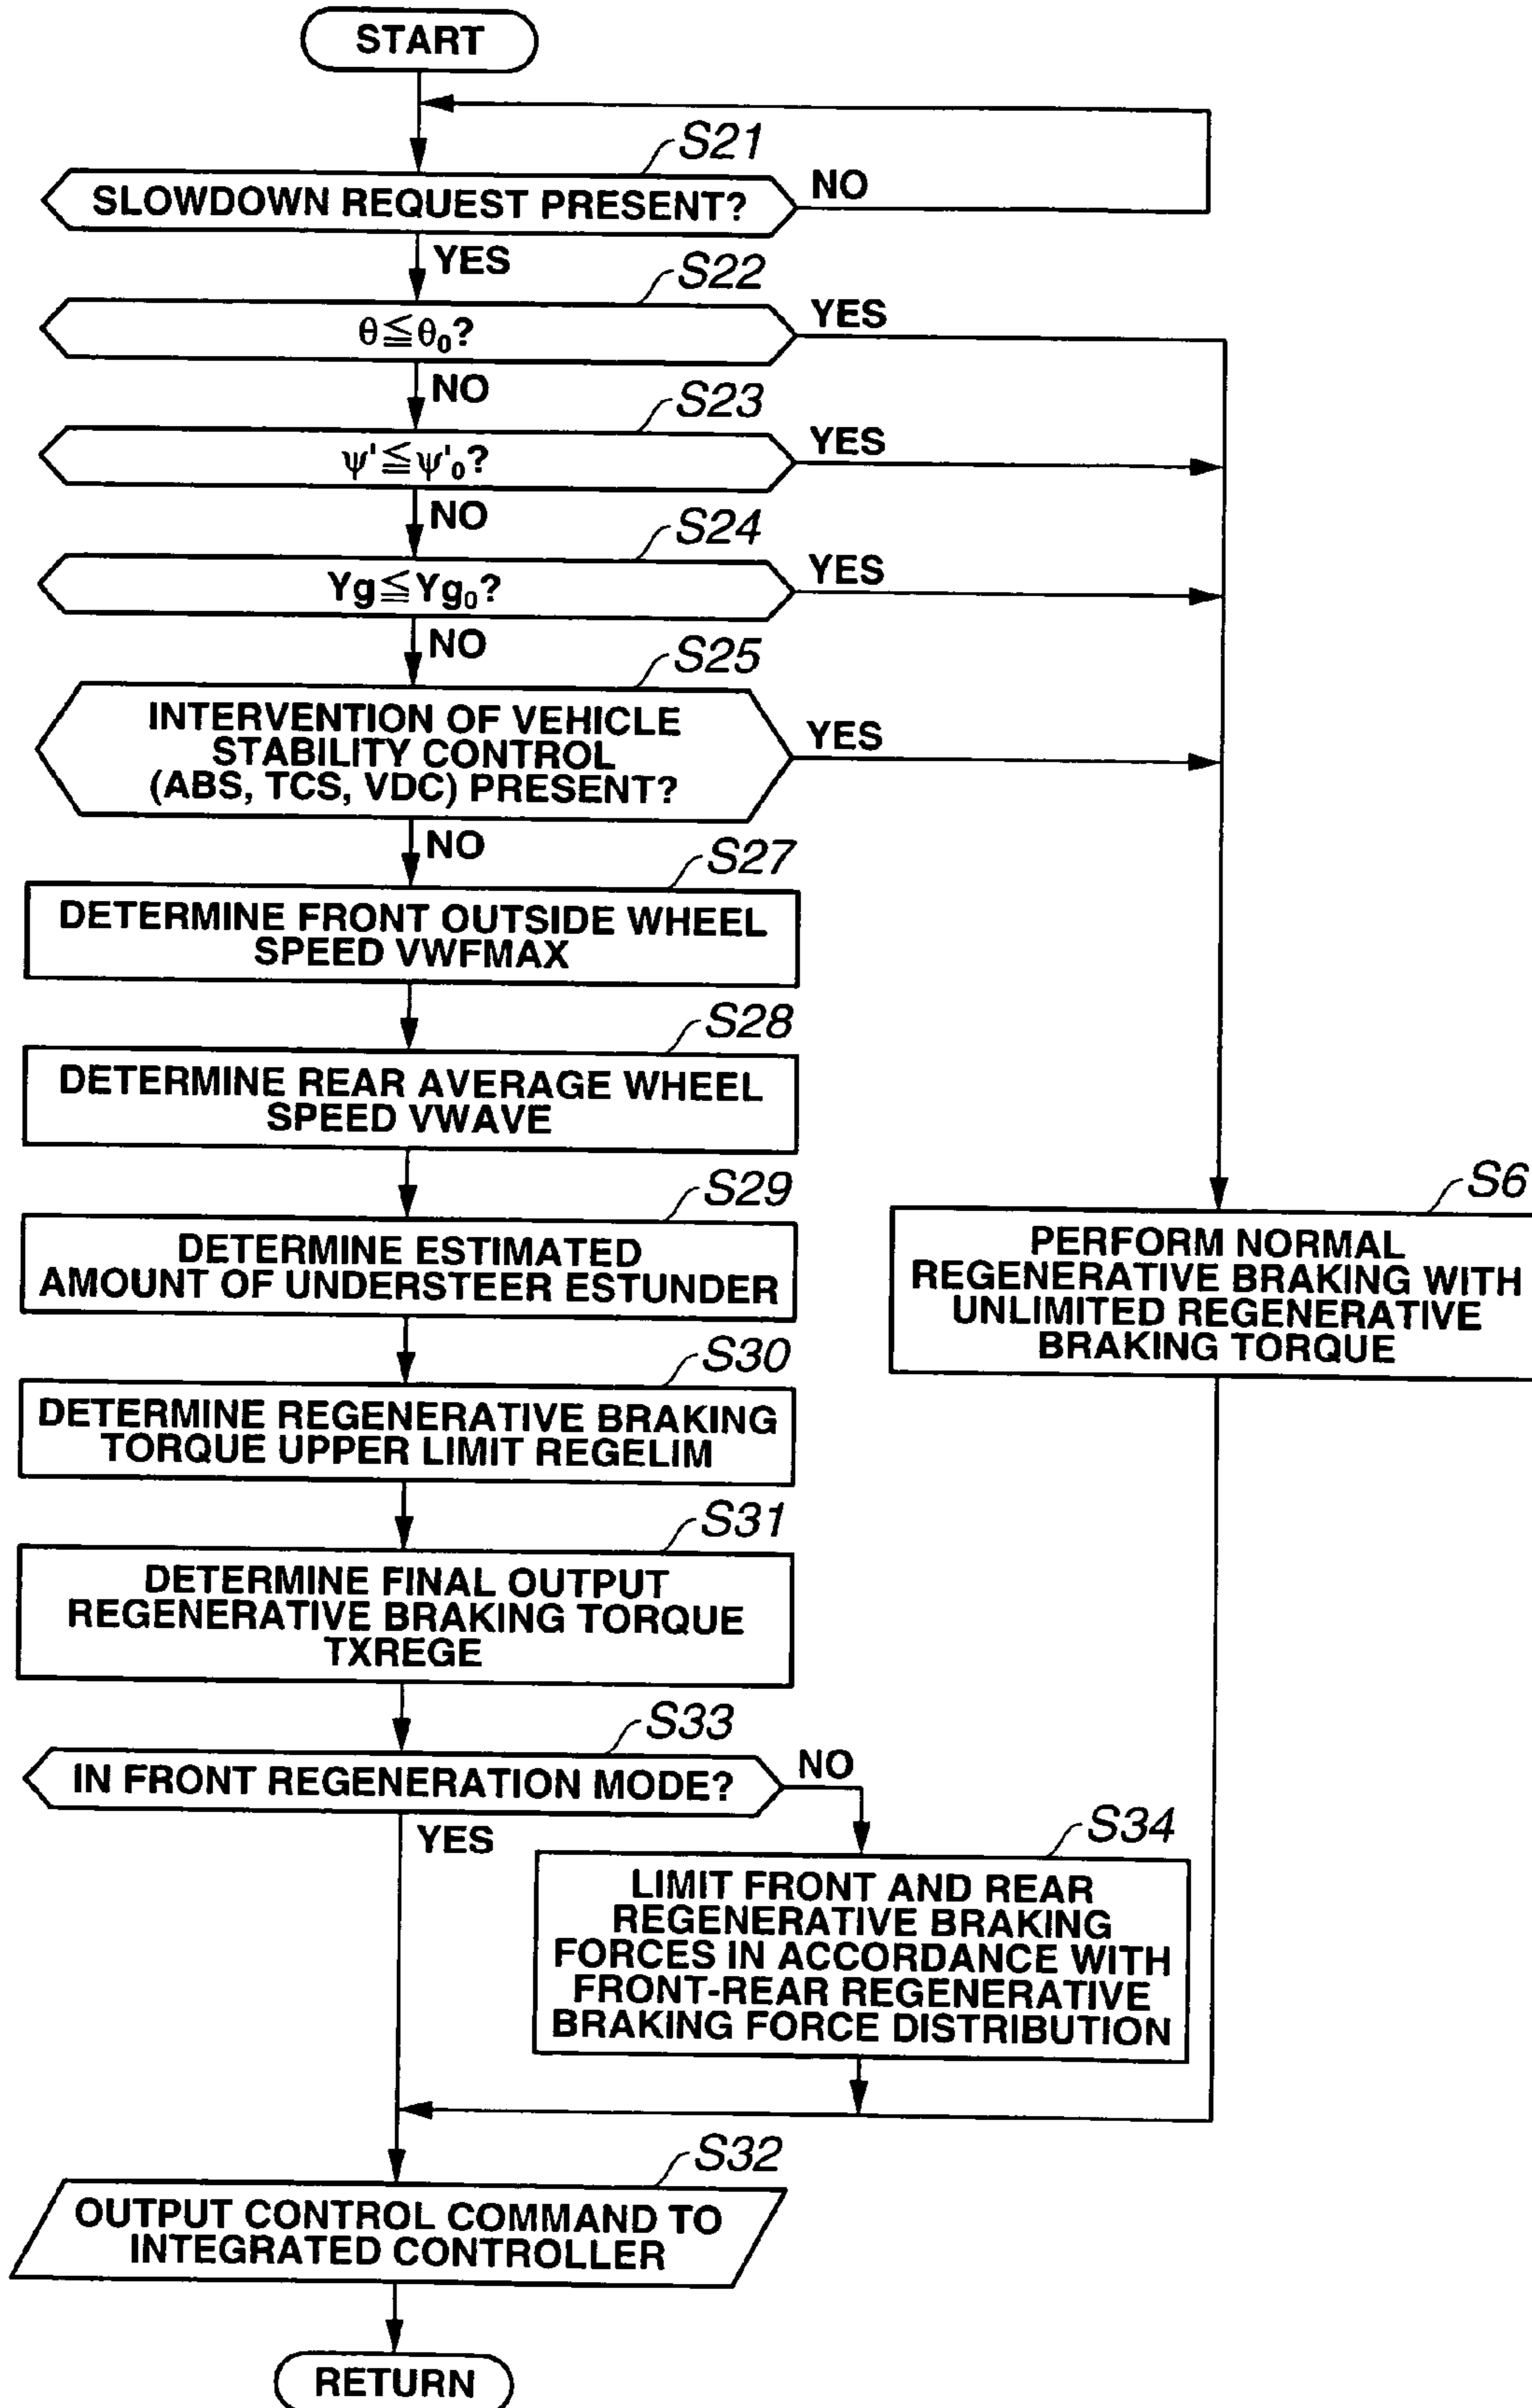 START
S21
SLOWDOWN REQUEST PRESENT?
NO
YES
S22
θ≦θ₀?
YES
NO
S23
ψ'≦ψ'₀?
YES
NO
S24
Yg≦Yg₀?
YES
NO
S25
INTERVENTION OF VEHICLE
STABILITY CONTROL
(ABS, TCS, VDC) PRESENT?
YES
NO
S27
DETERMINE FRONT OUTSIDE WHEEL
SPEED VWFMAX
S28
DETERMINE REAR AVERAGE WHEEL
SPEED VWAVE
S29
DETERMINE ESTIMATED
AMOUNT OF UNDERSTEER ESTUNDER
S6
PERFORM NORMAL
REGENERATIVE BRAKING WITH
UNLIMITED REGENERATIVE
BRAKING TORQUE
S30
DETERMINE REGENERATIVE BRAKING
TORQUE UPPER LIMIT REGELIM
S31
DETERMINE FINAL OUTPUT
REGENERATIVE BRAKING TORQUE
TXREGE
S33
IN FRONT REGENERATION MODE?
NO
YES
S34
LIMIT FRONT AND REAR
REGENERATIVE BRAKING
FORCES IN ACCORDANCE WITH
FRONT-REAR REGENERATIVE
BRAKING FORCE DISTRIBUTION
S32
OUTPUT CONTROL COMMAND TO
INTEGRATED CONTROLLER
RETURN